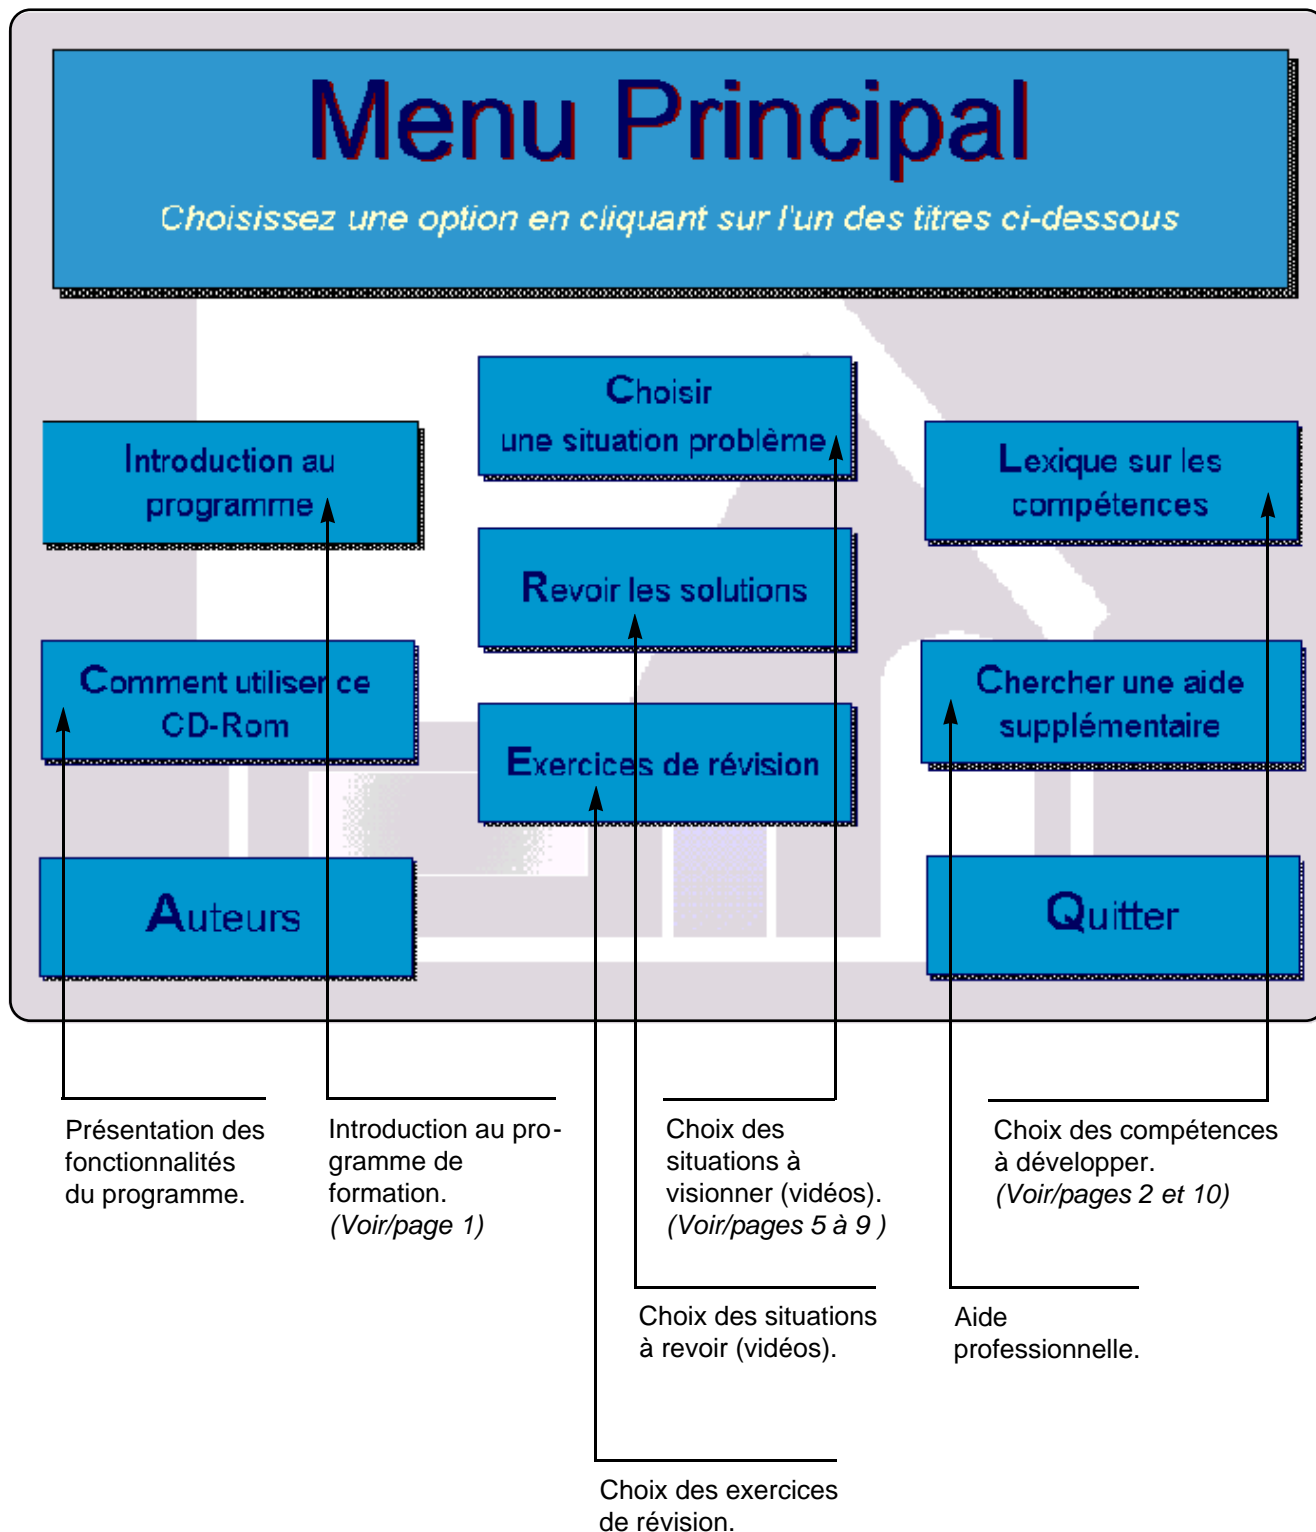 Menu Principal
Choisissez une option en cliquant sur l'un des titres ci-dessous
Introduction au
programme
Comment utiliser ce
CD-Rom
Auteurs
Choisir
une situation problème
Revoir les solutions
Exercices de révision
Lexique sur les
compétences
Chercher une aide
supplémentaire
Quitter
Présentation des
fonctionnalités
du programme.
Introduction au pro-
gramme de
formation.
(Voir/page 1)
Choix des
situations à
visionner (vidéos).
(Voir/pages 5 à 9 )
Choix des compétences
à développer.
(Voir/pages 2 et 10)
Choix des situations
à revoir (vidéos).
Aide
professionnelle.
Choix des exercices
de révision.